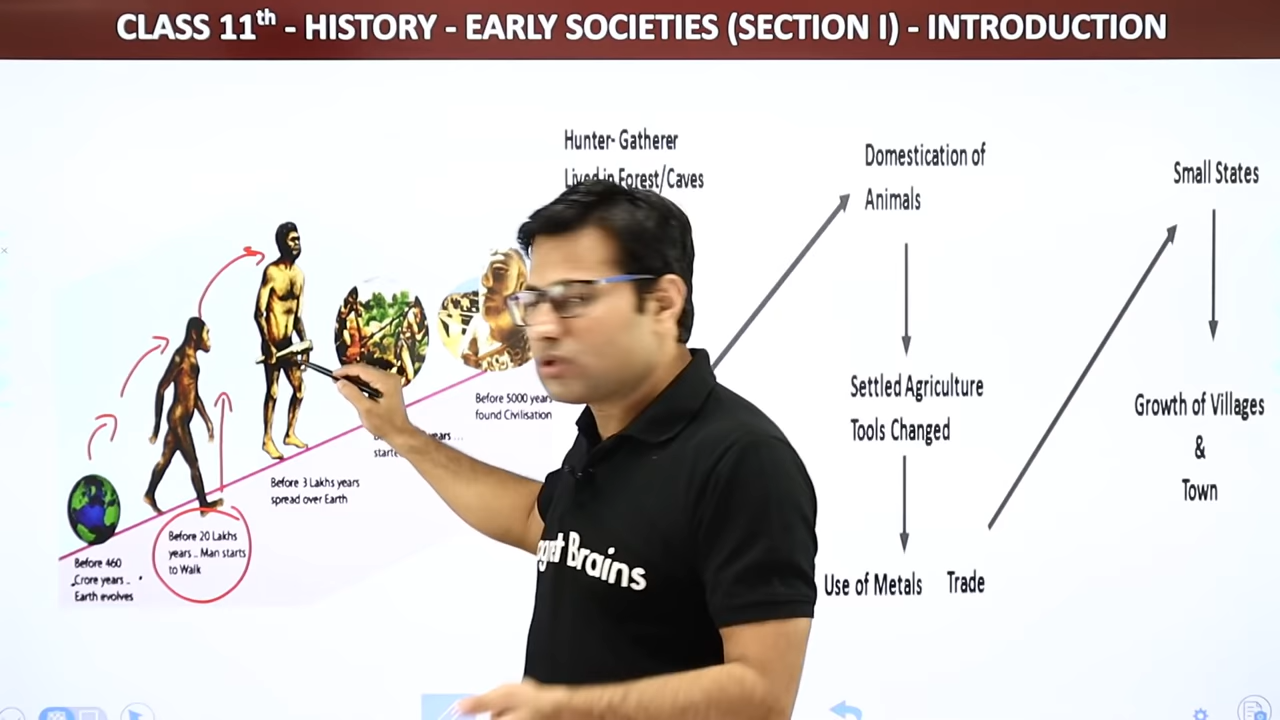 CLASS 11th - HISTORY - EARLY SOCIETIES (SECTION I) - INTRODUCTION
Hunter- Gatherer
Lived in Forest/Caves
Domestication of
Animals
Small States
Settled Agriculture
Tools Changed
Growth of Villages
&
Town
Use of Metals Trade
Before 460
Crore years ..
Earth evolves
Before 20 Lakhs
years .. Man starts
to Walk
Before 3 Lakhs years
spread over Earth
Before 5000 years
found Civilisation
Brains